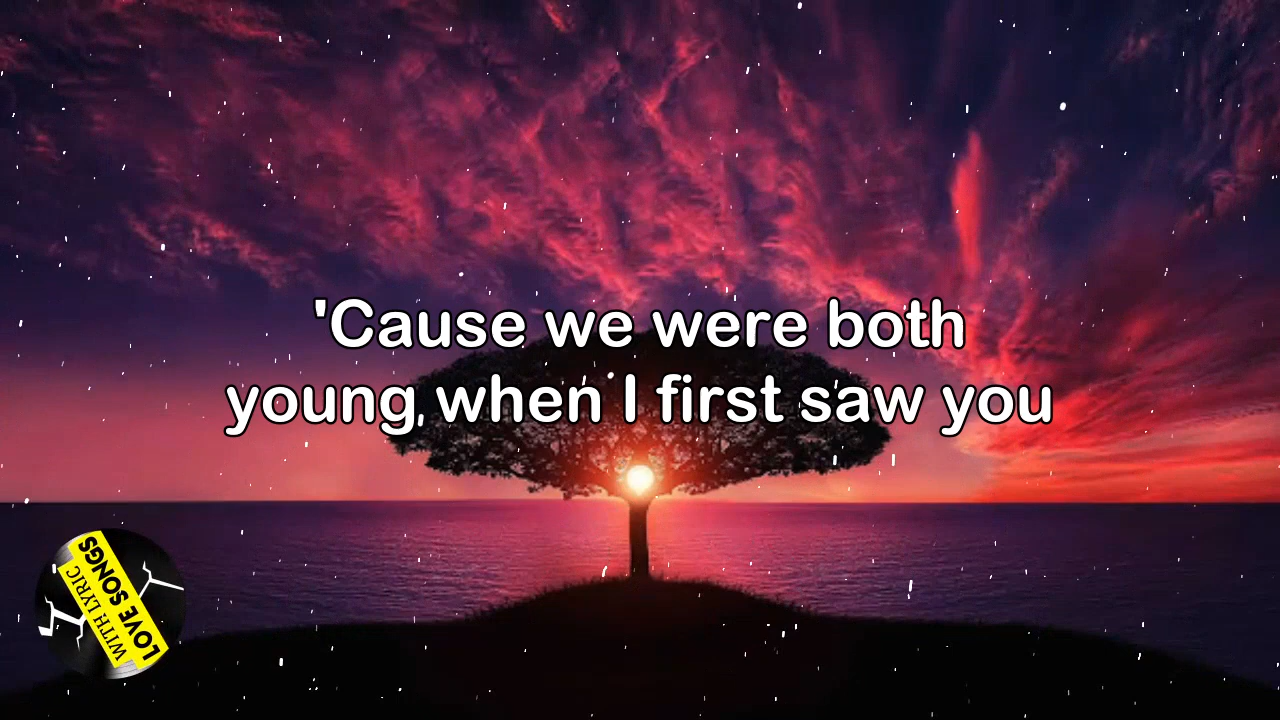 'Cause we were both
young, when I first saw you
WITH LYRIC
LOVE SONGS